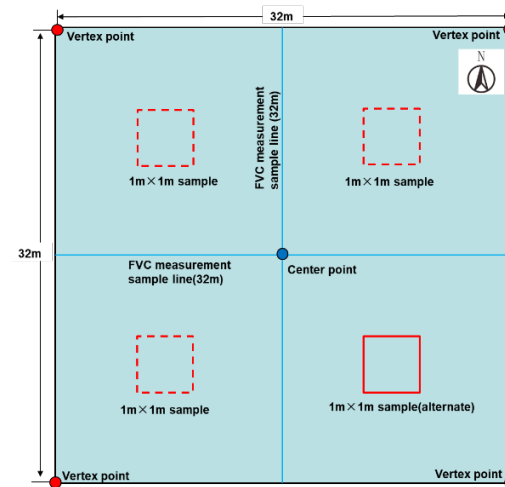 32m
Vertex point
Vertex point
N
FVC measurement
sample line (32m)
1m×1m sample
1m×1m sample
32m
FVC measurement
sample line(32m)
Center point
1m×1m sample
1m×1m sample(alternate)
Vertex point
Vertex point